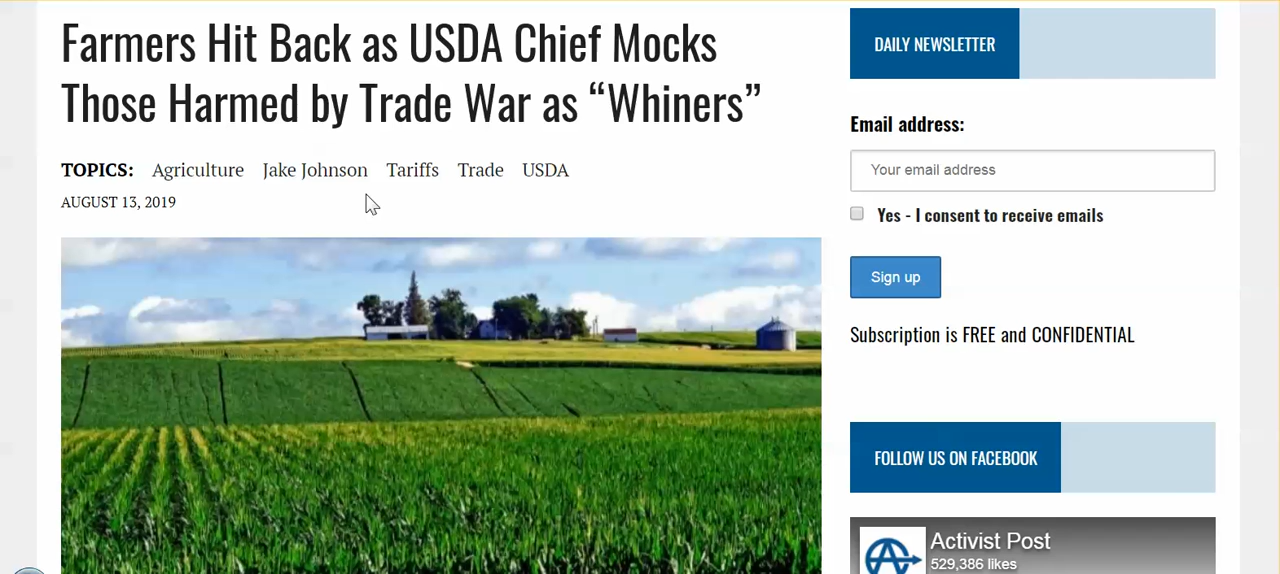 Farmers Hit Back as USDA Chief Mocks
Those Harmed by Trade War as “Whiners”
TOPICS: Agriculture Jake Johnson Tariffs Trade USDA
AUGUST 13, 2019
DAILY NEWSLETTER
Email address:
Your email address
Yes - I consent to receive emails
Sign up
Subscription is FREE and CONFIDENTIAL
FOLLOW US ON FACEBOOK
Activist Post
529,386 likes